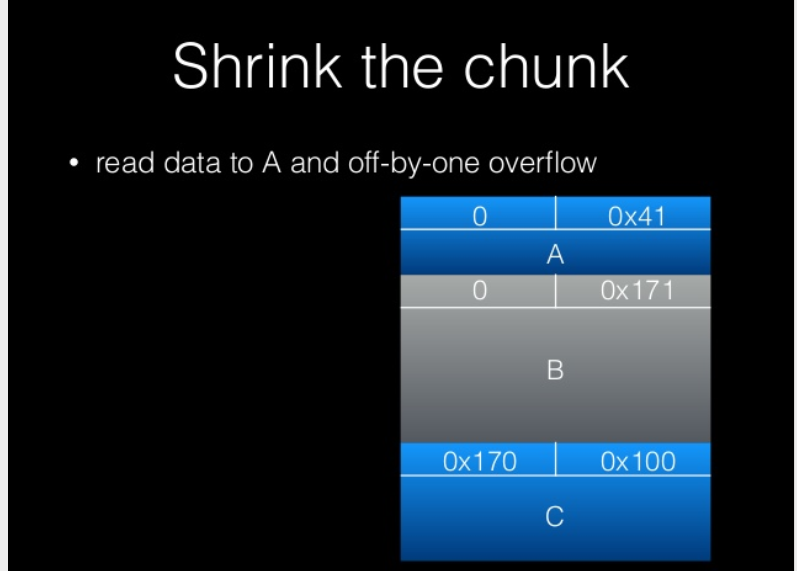 Shrink the chunk
• read data to A and off-by-one overflow
0 0x41
A
0 0x171
B
0x170 0x100
C